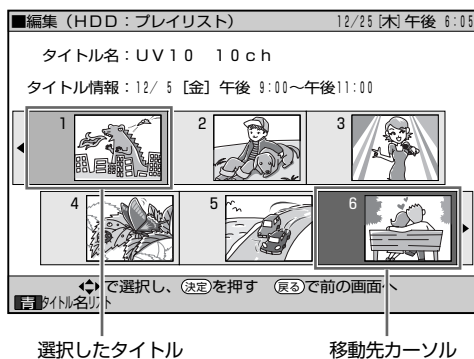 ■編集（HDD：プレイリスト） 12/25［木］午後 6:05
タイトル名：UV10 10ch
タイトル情報：12/ 5［金］午後 9:00～午後11:00
1 2 3
4 5 6
で選択し、決定を押す 戻るで前の画面へ
青 タイトル名リスト
選択したタイトル 移動先カーソル